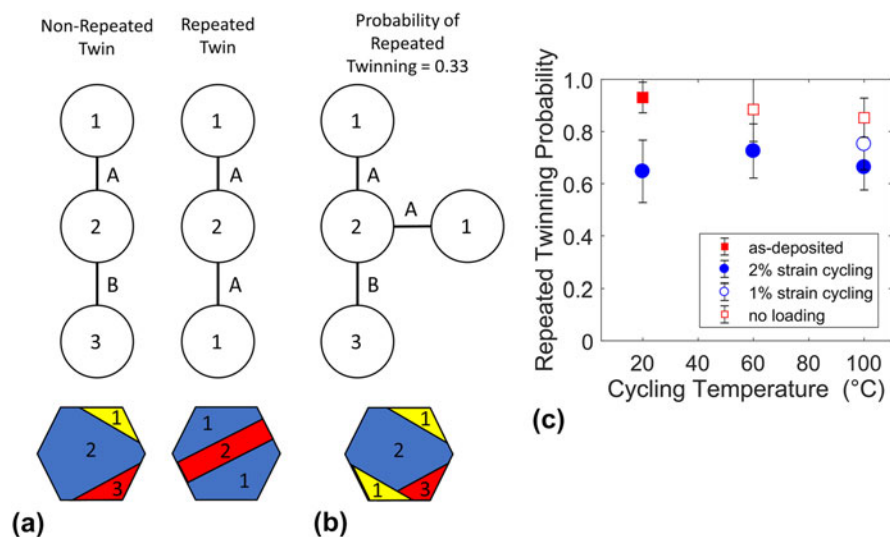 Non-Repeated
Twin
1
A
2
B
3
1
2
3
Repeated
Twin
1
A
2
A
1
1
2
1
(a)
Probability of
Repeated
Twinning = 0.33
1
A
2
A
1
B
3
1
2
1
3
(b)
Repeated Twinning Probability
1.0
0.8
0.6
0.4
0.2
0
as-deposited
2% strain cycling
1% strain cycling
no loading
20
40
60
80
100
Cycling Temperature (°C)
(c)